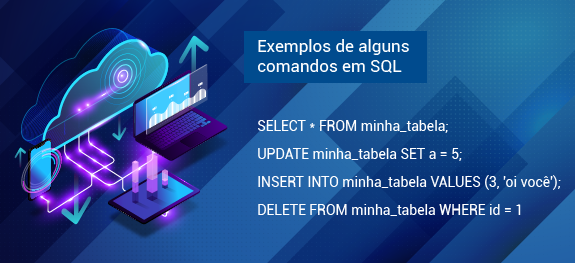 Exemplos de alguns
comandos em SQL
SELECT * FROM minha_tabela;
UPDATE minha_tabela SET a = 5;
INSERT INTO minha_tabela VALUES (3, 'oi você');
DELETE FROM minha_tabela WHERE id = 1